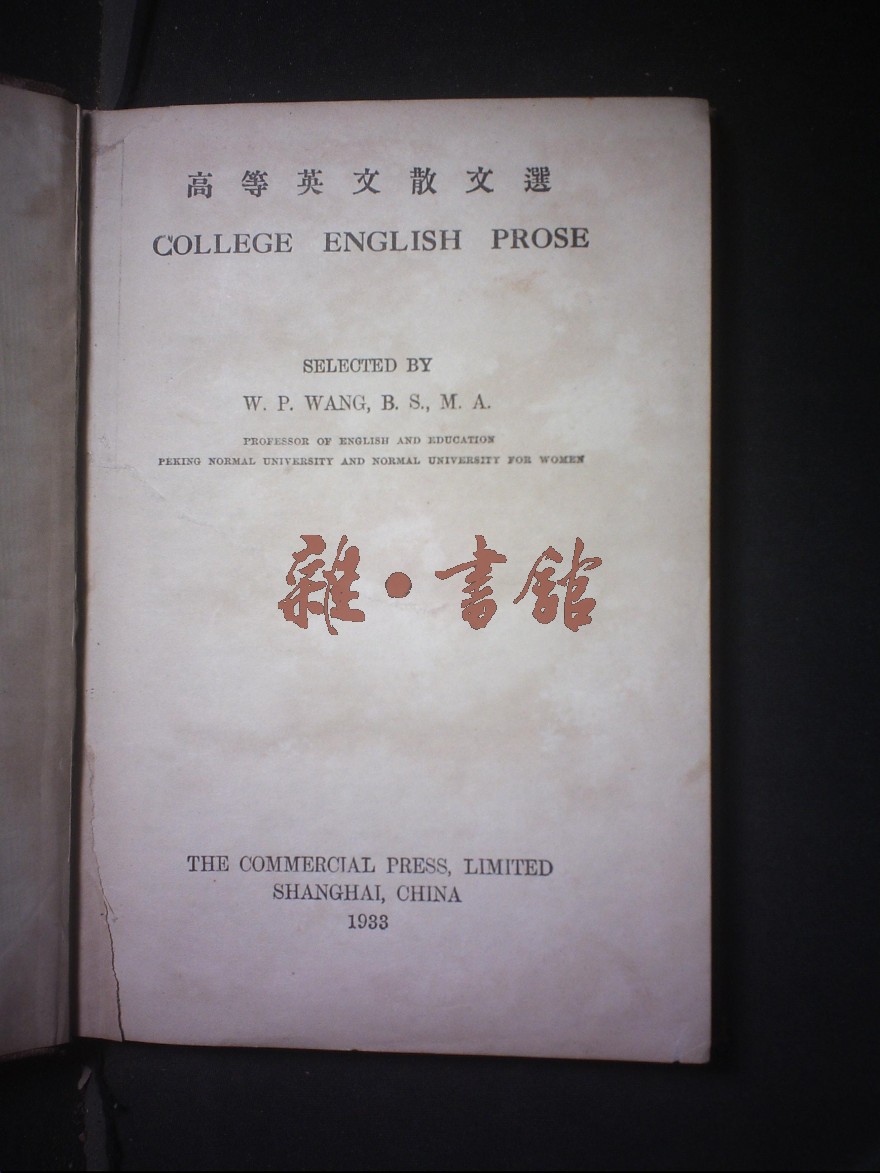 高等英文散文選
COLLEGE ENGLISH PROSE
SELECTED BY
W. P. WANG, B. S., M. A.
PROFESSOR OF ENGLISH AND EDUCATION
PEKING NORMAL UNIVERSITY AND NORMAL UNIVERSITY FOR WOMEN
雜·書館
THE COMMERCIAL PRESS, LIMITED
SHANGHAI, CHINA
1933